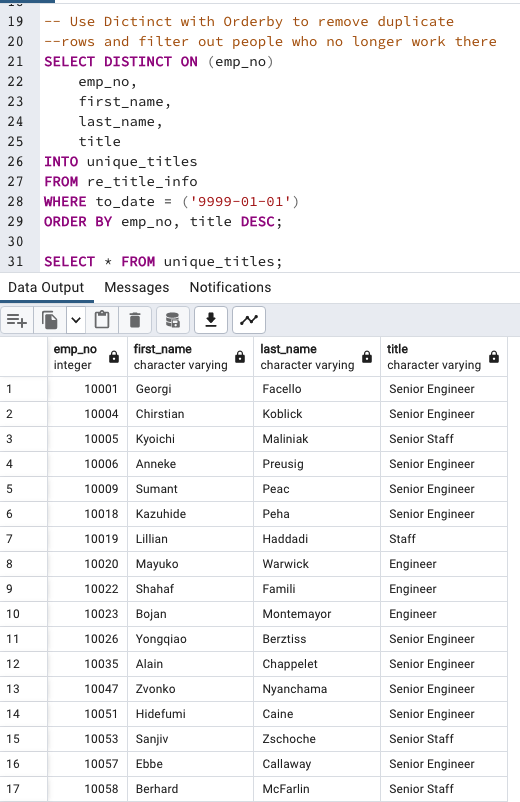 19 -- Use Dictinct with Orderby to remove duplicate
20 --rows and filter out people who no longer work there
21 SELECT DISTINCT ON (emp_no)
22 emp_no,
23 first_name,
24 last_name,
25 title
26 INTO unique_titles
27 FROM re_title_info
28 WHERE to_date = ('9999-01-01')
29 ORDER BY emp_no, title DESC;
30
31 SELECT * FROM unique_titles;
Data Output Messages Notifications
emp_no first_name last_name title
integer character varying character varying character varying
1 10001 Georgi Facello Senior Engineer
2 10004 Chirstian Koblick Senior Engineer
3 10005 Kyoichi Maliniak Senior Staff
4 10006 Anneke Preusig Senior Engineer
5 10009 Sumant Peac Senior Engineer
6 10018 Kazuhide Peha Senior Engineer
7 10019 Lillian Haddadi Staff
8 10020 Mayuko Warwick Engineer
9 10022 Shahaf Famili Engineer
10 10023 Bojan Montemayor Engineer
11 10026 Yongqiao Berztiss Senior Engineer
12 10035 Alain Chappelet Senior Engineer
13 10047 Zvonko Nyanchama Senior Engineer
14 10051 Hidefumi Caine Senior Engineer
15 10053 Sanjiv Zschoche Senior Staff
16 10057 Ebbe Callaway Senior Engineer
17 10058 Berhard McFarlin Senior Staff